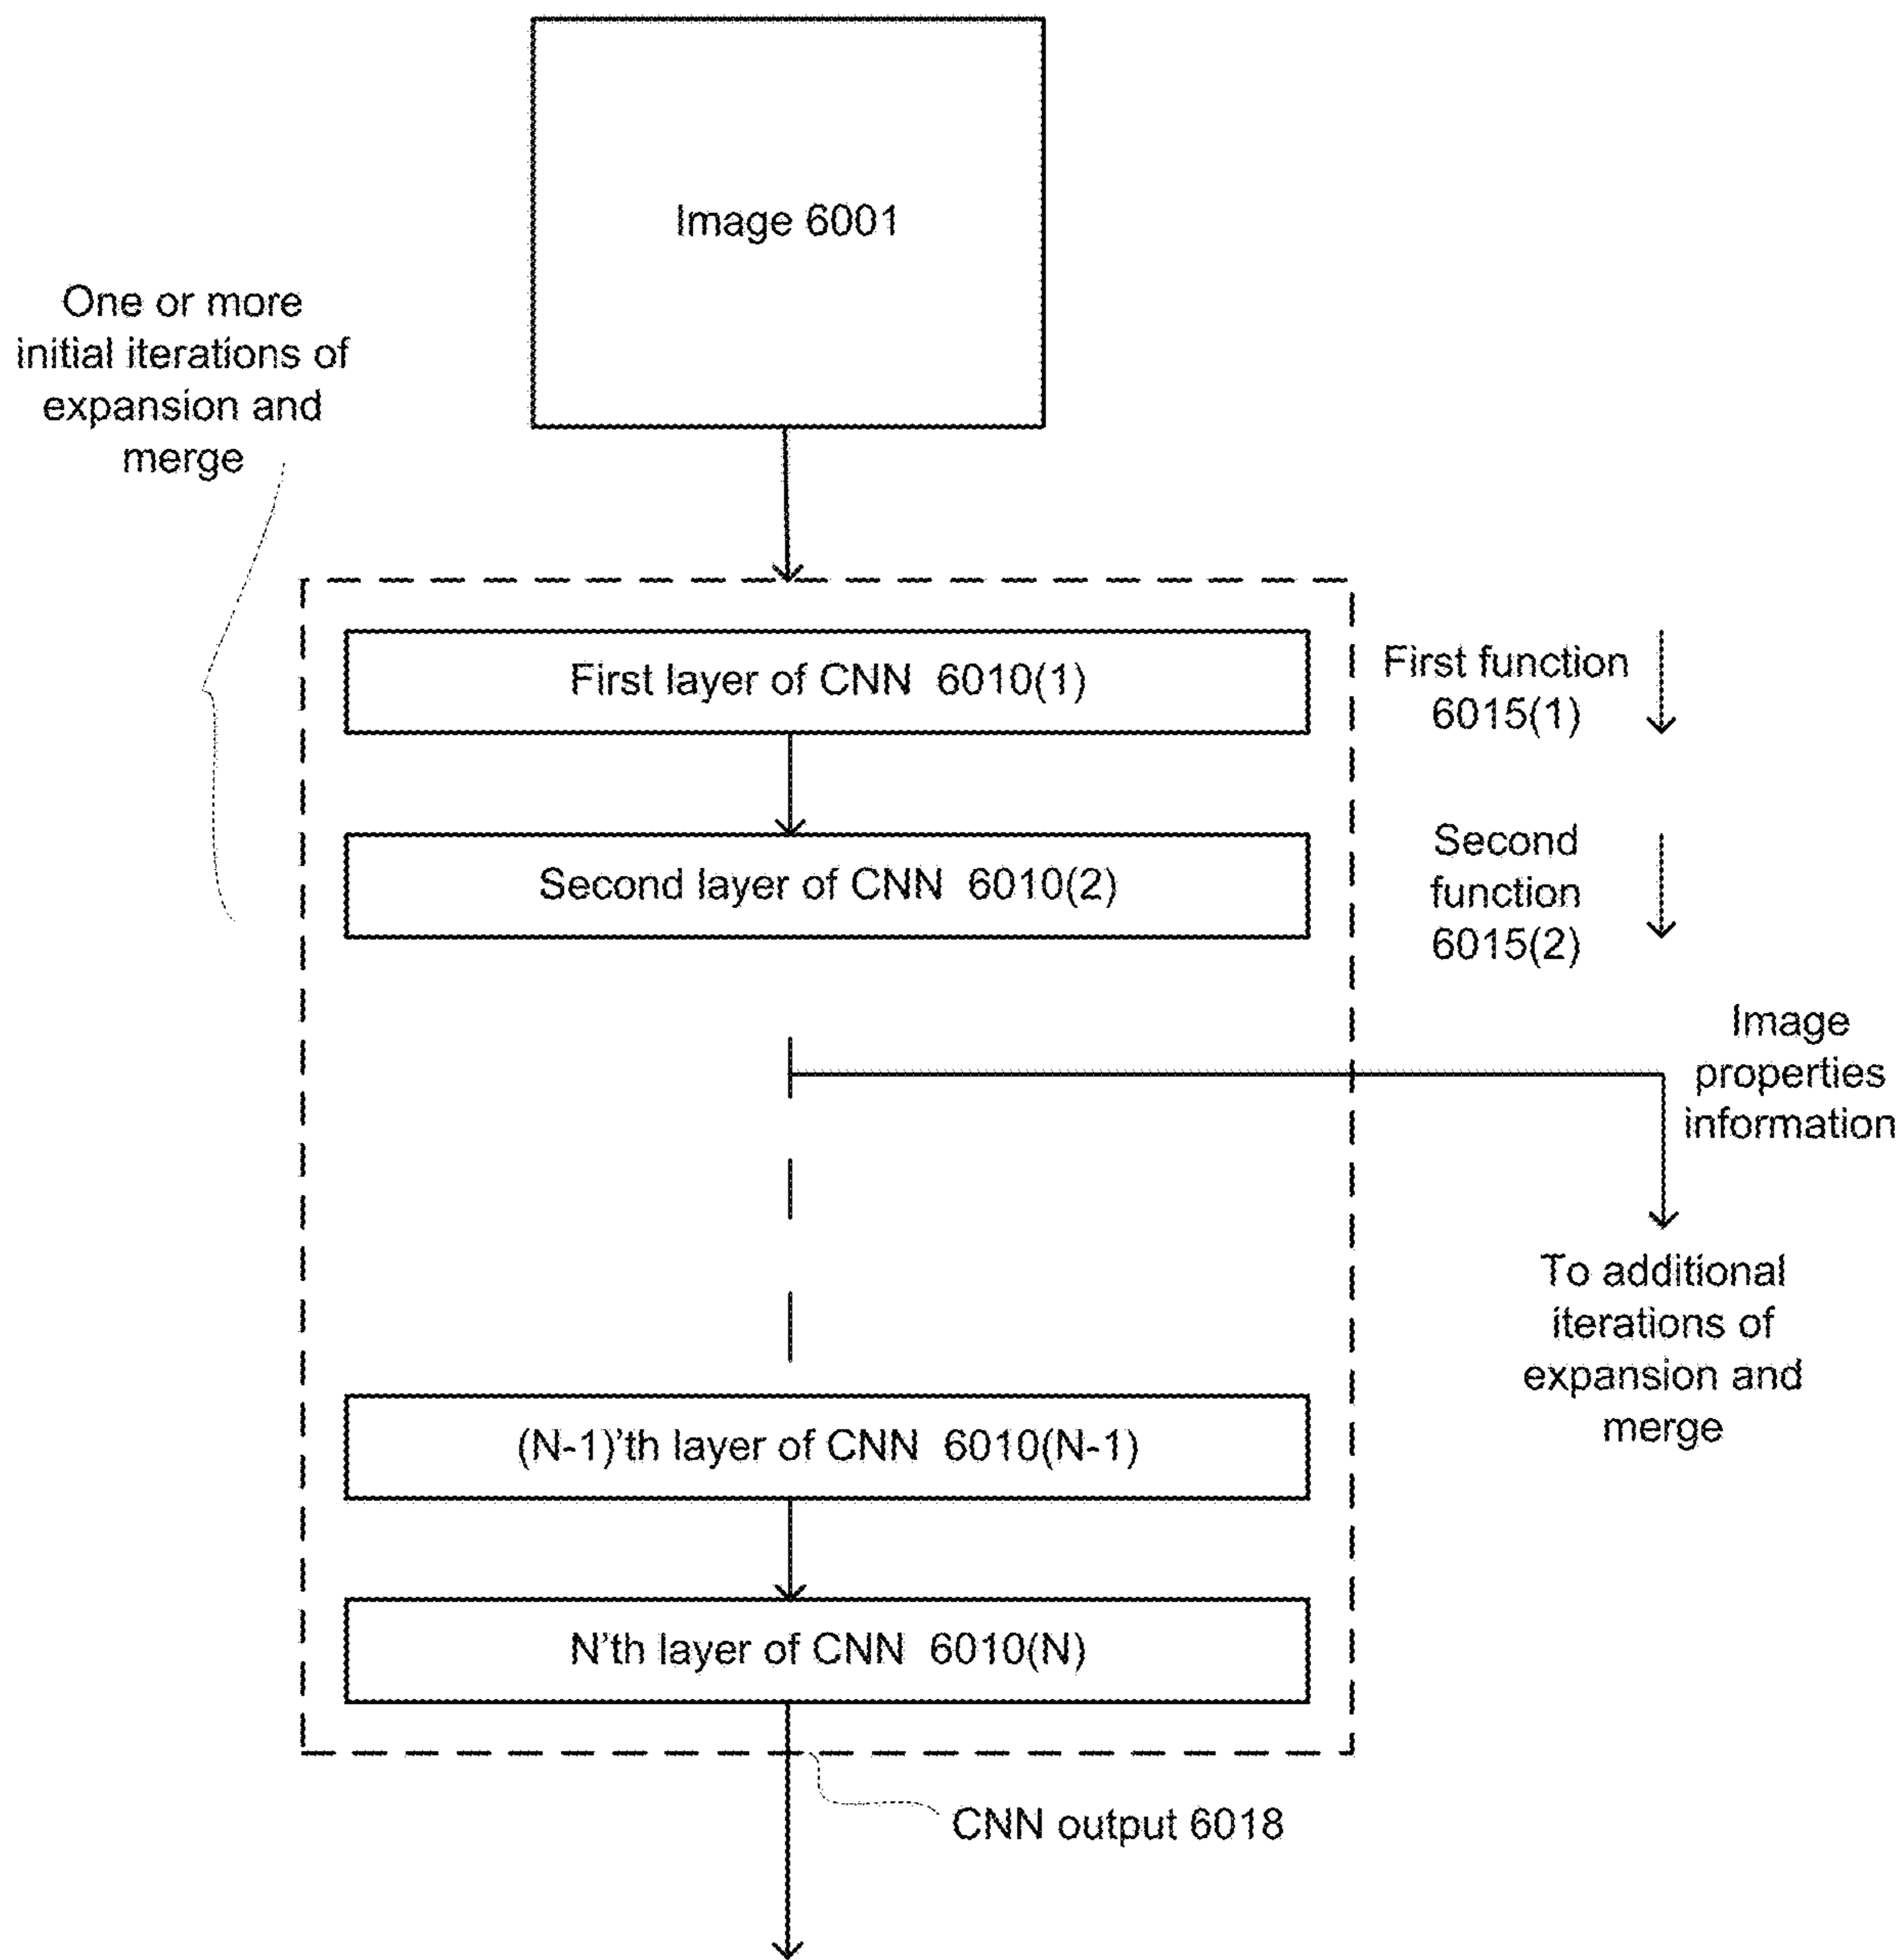 Image 6001
One or more
initial iterations of
expansion and
merge
First layer of CNN 6010(1)
First function
6015(1)
Second layer of CNN 6010(2)
Second
function
6015(2)
Image
properties
information
To additional
iterations of
expansion and
merge
(N-1)'th layer of CNN 6010(N-1)
N'th layer of CNN 6010(N)
CNN output 6018